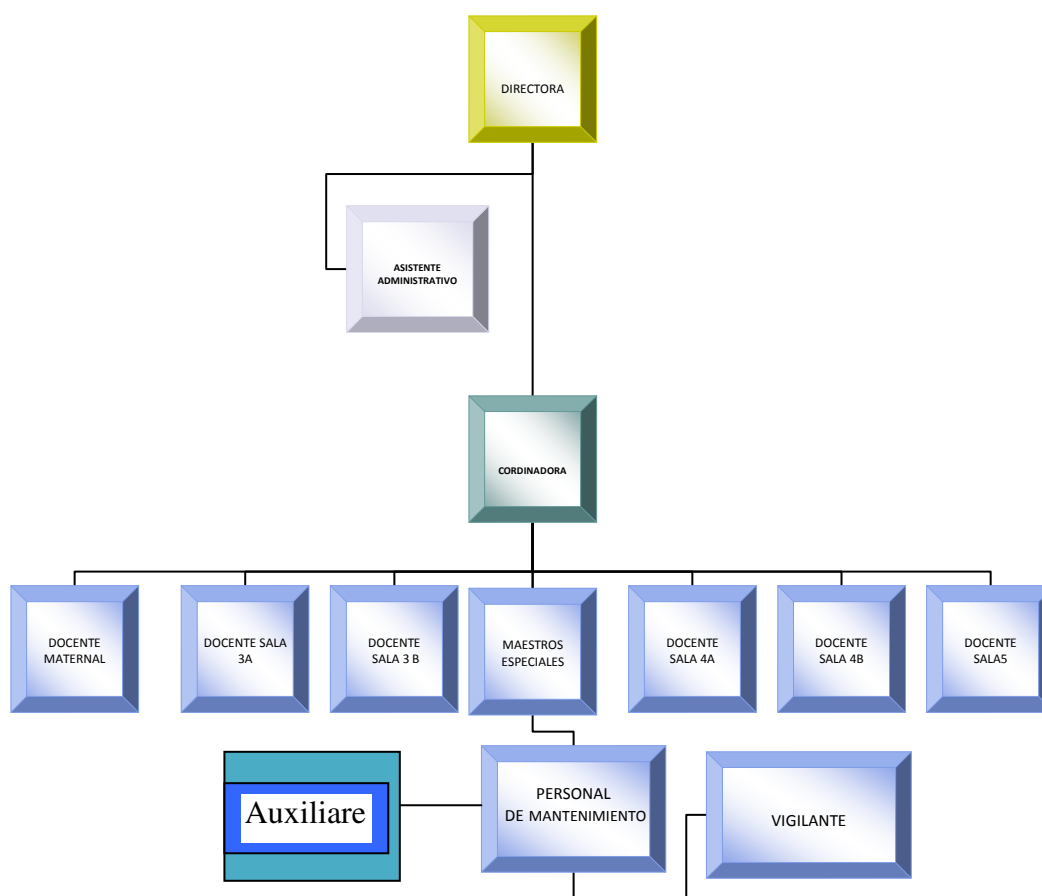 DIRECTORA
ASISTENTE
ADMINISTRATIVO
CORDINADORA
DOCENTE
MATERNAL
DOCENTE SALA
3A
DOCENTE
SALA 3 B
MAESTROS
ESPECIALES
DOCENTE
SALA 4A
DOCENTE
SALA 4B
DOCENTE
SALA5
Auxiliare
PERSONAL
DE MANTENIMIENTO
VIGILANTE